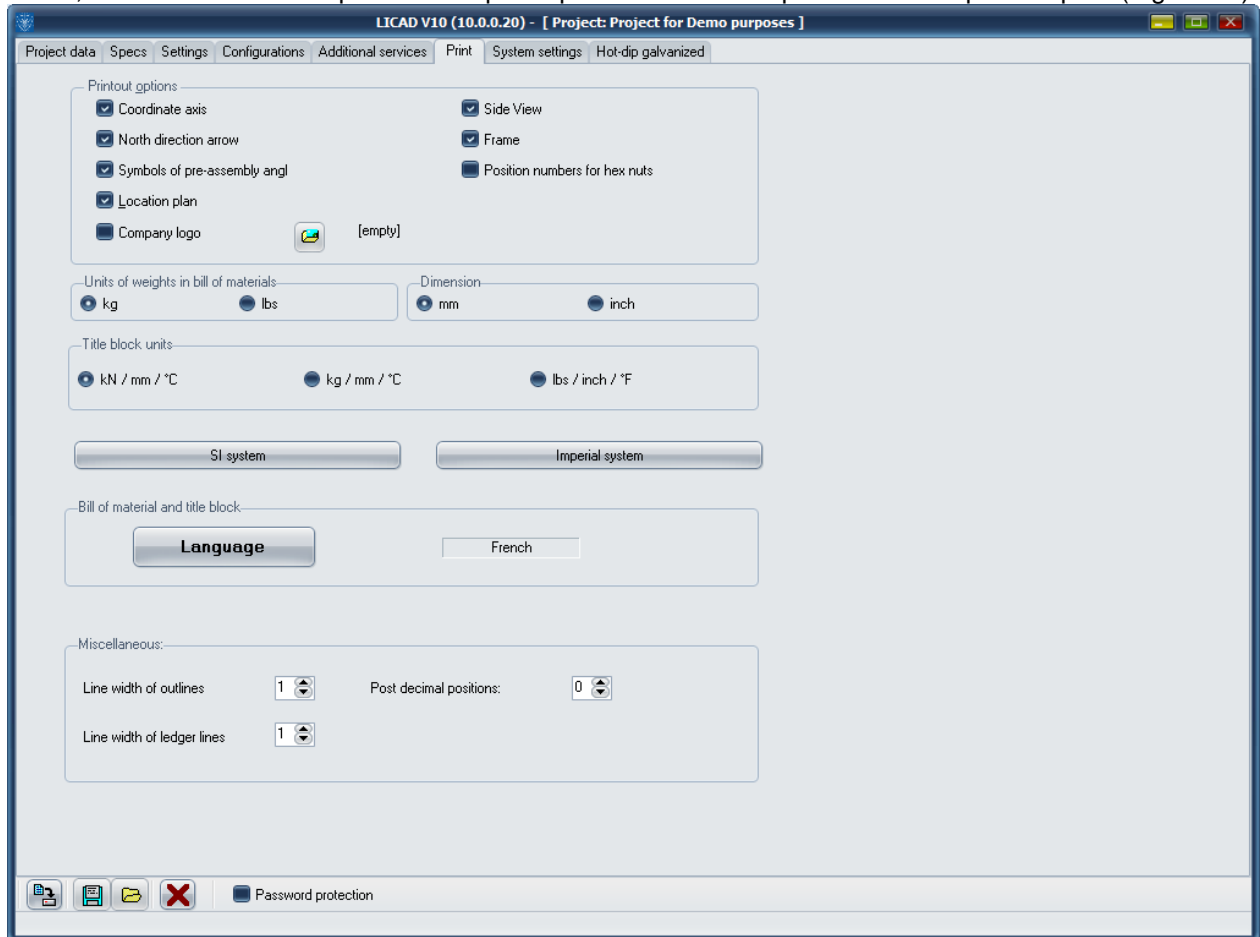 LICAD V10 (10.0.0.20) - [ Project: Project for Demo purposes ]
Project data Specs Settings Configurations Additional services Print System settings Hot-dip galvanized
Printout options
Coordinate axis
Side View
North direction arrow
Frame
Symbols of pre-assembly angl
Position numbers for hex nuts
Location plan
Company logo
[empty]
Units of weights in bill of materials
Dimension
kg
lbs
mm
inch
Title block units
kN / mm / °C
kg / mm / °C
lbs / inch / °F
SI system
Imperial system
Bill of material and title block
Language
French
Miscellaneous:
Line width of outlines
1
Post decimal positions:
0
Line width of ledger lines
1
Password protection